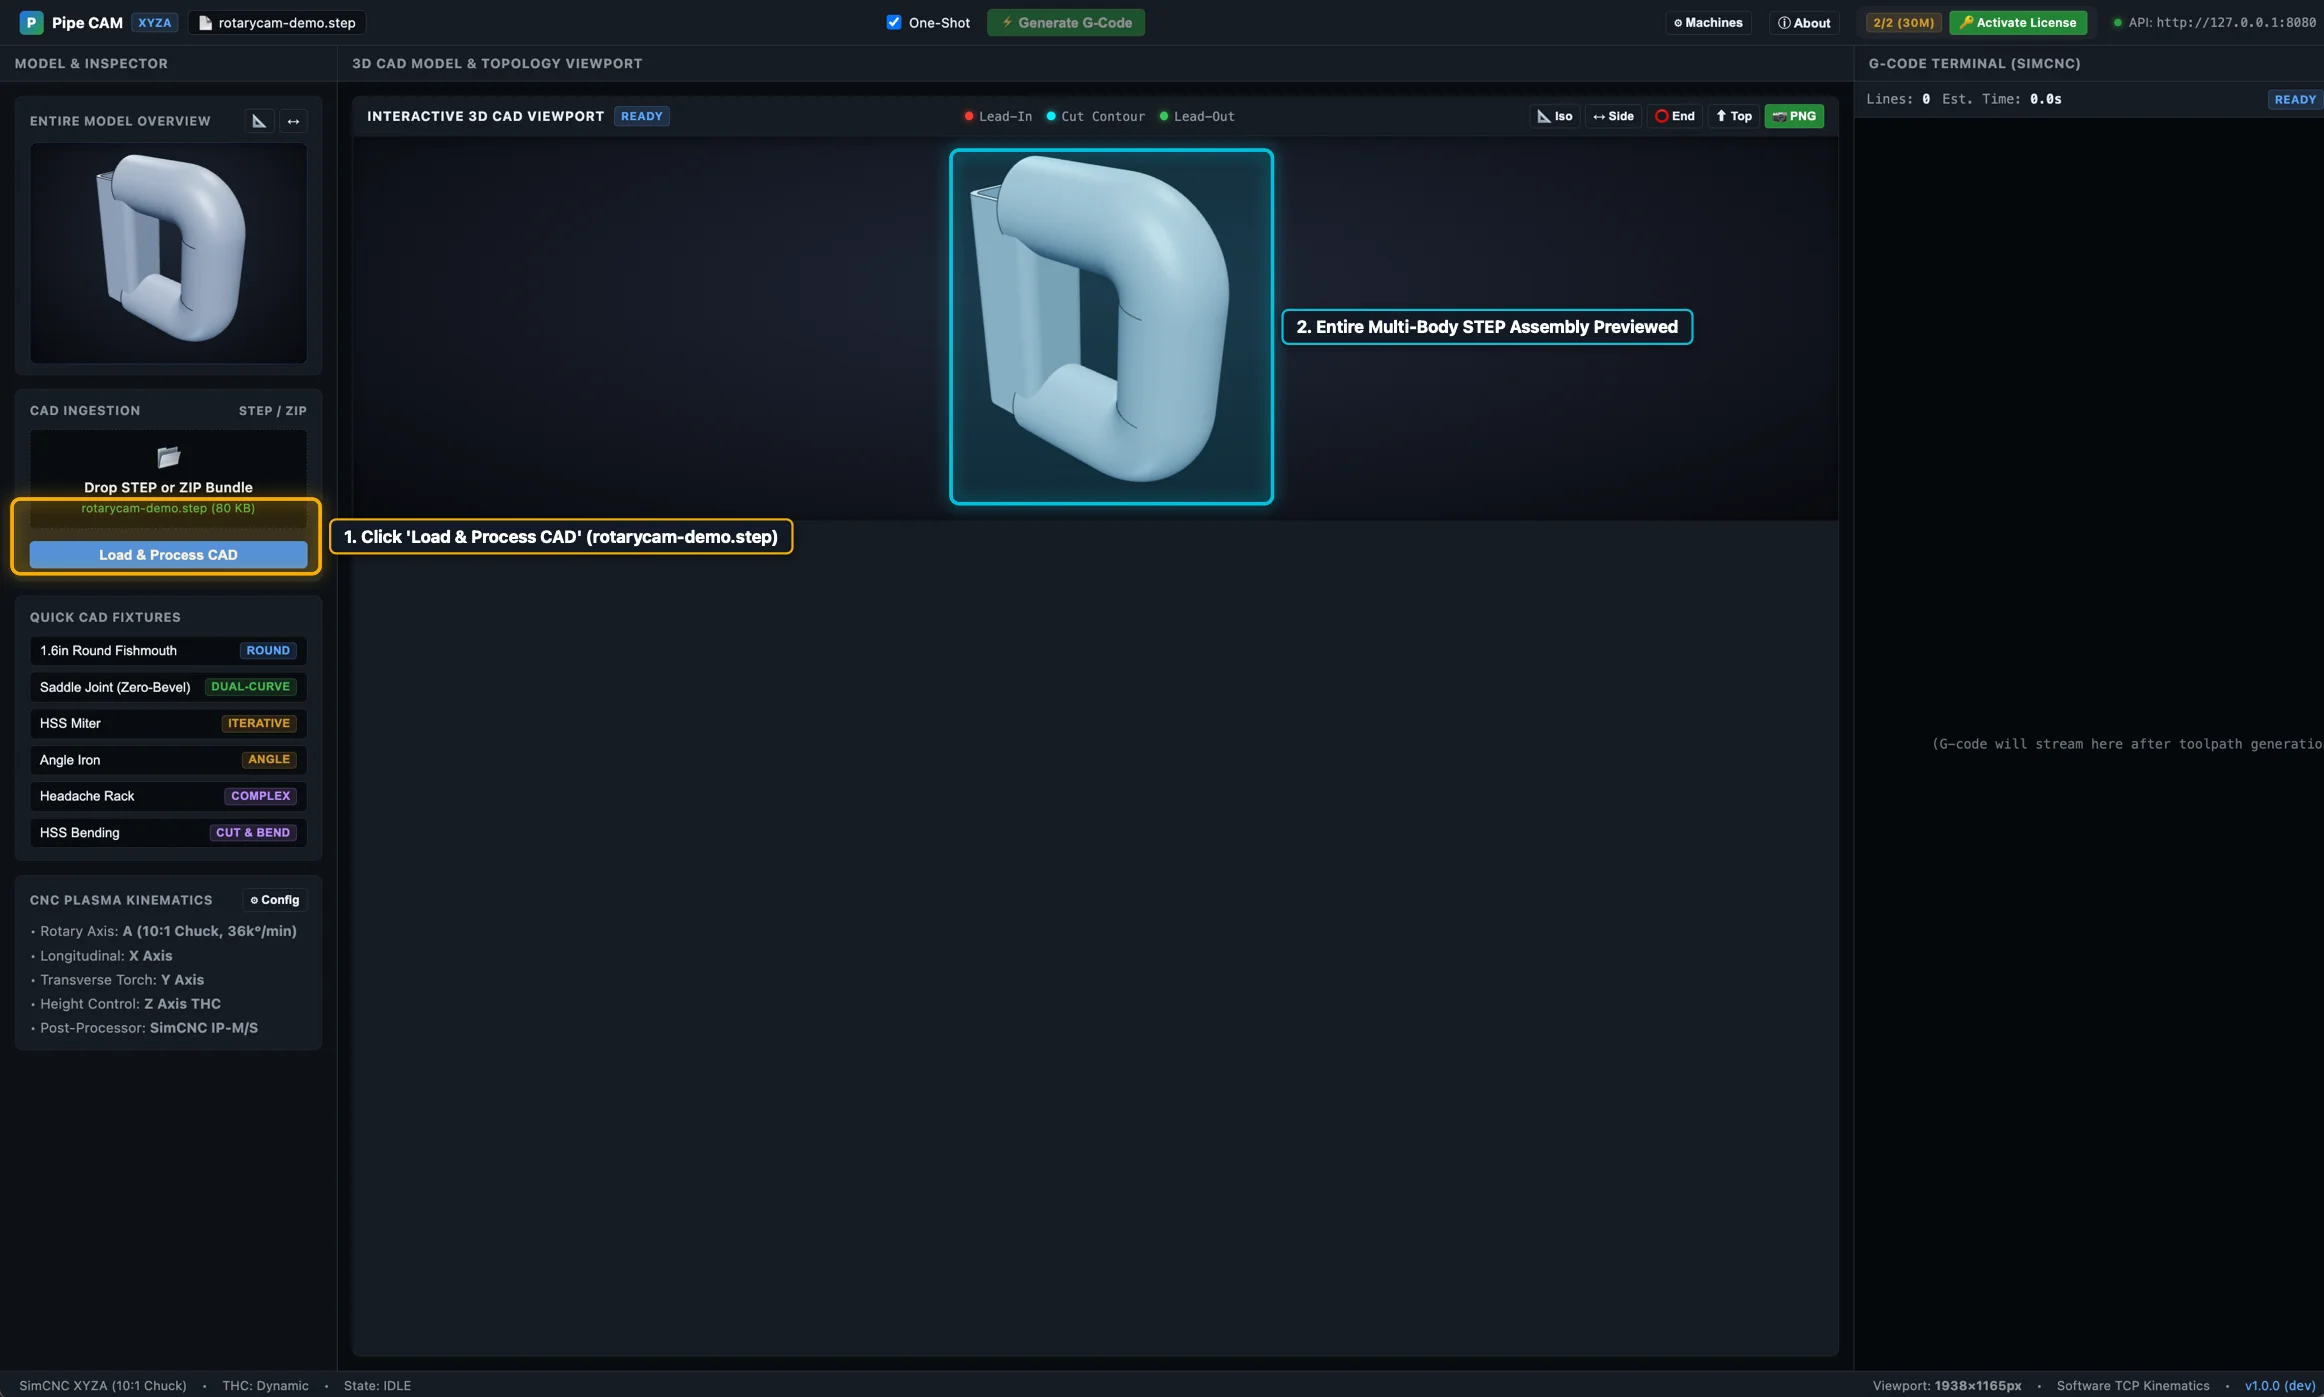 P Pipe CAM XYZA rotarycam-demo.step One-Shot ⚡ Generate G-Code Machines About 2/2 (30M) Activate License API: http://127.0.0.1:8080
MODEL & INSPECTOR
3D CAD MODEL & TOPOLOGY VIEWPORT
G-CODE TERMINAL (SIMCNC)
ENTIRE MODEL OVERVIEW
INTERACTIVE 3D CAD VIEWPORT READY Lead-In Cut Contour Lead-Out Iso Side End Top PNG
Lines: 0 Est. Time: 0.0s READY
2. Entire Multi-Body STEP Assembly Previewed
CAD INGESTION STEP / ZIP
Drop STEP or ZIP Bundle
rotarycam-demo.step (80 KB)
Load & Process CAD
1. Click 'Load & Process CAD' (rotarycam-demo.step)
QUICK CAD FIXTURES
1.6in Round Fishmouth ROUND
Saddle Joint (Zero-Bevel) DUAL-CURVE
HSS Miter ITERATIVE
Angle Iron ANGLE
Headache Rack COMPLEX
HSS Bending CUT & BEND
(G-code will stream here after toolpath generatio
CNC PLASMA KINEMATICS Config
• Rotary Axis: A (10:1 Chuck, 36k°/min)
• Longitudinal: X Axis
• Transverse Torch: Y Axis
• Height Control: Z Axis THC
• Post-Processor: SimCNC IP-M/S
SimCNC XYZA (10:1 Chuck) • THC: Dynamic • State: IDLE
Viewport: 1938×1165px • Software TCP Kinematics • v1.0.0 (dev)